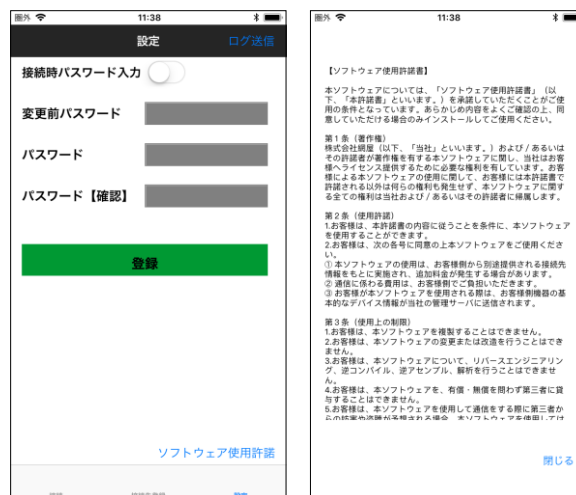 圏外 11:38
設定 ログ送信
接続時パスワード入力
変更前パスワード
パスワード
パスワード【確認】
登録
ソフトウェア使用許諾
圏外 11:38
【ソフトウェア使用許諾書】
本ソフトウェアについては、「ソフトウェア使用許諾書」（以
下、「本許諾書」といいます。）を承諾していただくことがご使
用の条件となっています。あらかじめ内容をよくご確認の上、同
意していただける場合のみインストールしてご使用ください。
第１条（著作権）
株式会社網屋（以下、「当社」といいます。）および / あるいは
その許諾者が著作権を有する本ソフトウェアに関し、当社はお客
様へライセンス提供するために必要な権利を有しています。お客
様による本ソフトウェアの使用に関して、お客様には本許諾書で
許諾される以外は何らの権利も発生せず、本ソフトウェアに関す
る全ての権利は当社および / あるいはその許諾者に帰属します。
第２条（使用許諾）
1.お客様は、本許諾書の内容に従うことを条件に、本ソフトウェア
を使用することができます。
2.お客様は、次の各号に同意の上本ソフトウェアをご使用くださ
い。
① 本ソフトウェアの使用は、お客様側から別途提供される接続先
情報をもとに実施され、追加料金が発生する場合があります。
② 通信に係わる費用は、お客様側でご負担いただきます。
③ お客様が本ソフトウェアを使用される際は、お客様側機器の基
本的なデバイス情報が当社の管理サーバに送信されます。
第３条（使用上の制限）
1.お客様は、本ソフトウェアを複製することはできません。
2.お客様は、本ソフトウェアの変更または改造を行うことはでき
ません。
3.お客様は、本ソフトウェアについて、リバースエンジニアリン
グ、逆コンパイル、逆アセンブル、解析を行うことはできませ
ん。
4.お客様は、本ソフトウェアを、有償・無償を問わず第三者に貸
与することはできません。
5.お客様は、本ソフトウェアを使用して通信をする際に第三者か
らの妨害や盗聴が予想される場合、本ソフトウェアを使用しては
閉じる